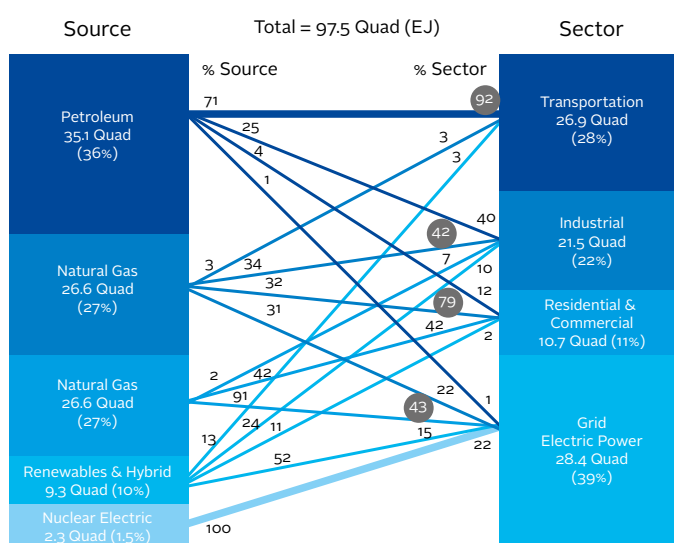 Source
Total = 97.5 Quad (EJ)
Sector
% Source
% Sector
Petroleum
35.1 Quad
(36%)
Natural Gas
26.6 Quad
(27%)
Natural Gas
26.6 Quad
(27%)
Renewables & Hybrid
9.3 Quad (10%)
Nuclear Electric
2.3 Quad (1.5%)
71
25
4
1
3
34
32
31
2
42
91
13
24
11
52
100
92
3
3
40
42
7
10
12
79
42
2
22
43
1
15
22
Transportation
26.9 Quad
(28%)
Industrial
21.5 Quad
(22%)
Residential &
Commercial
10.7 Quad (11%)
Grid
Electric Power
28.4 Quad
(39%)